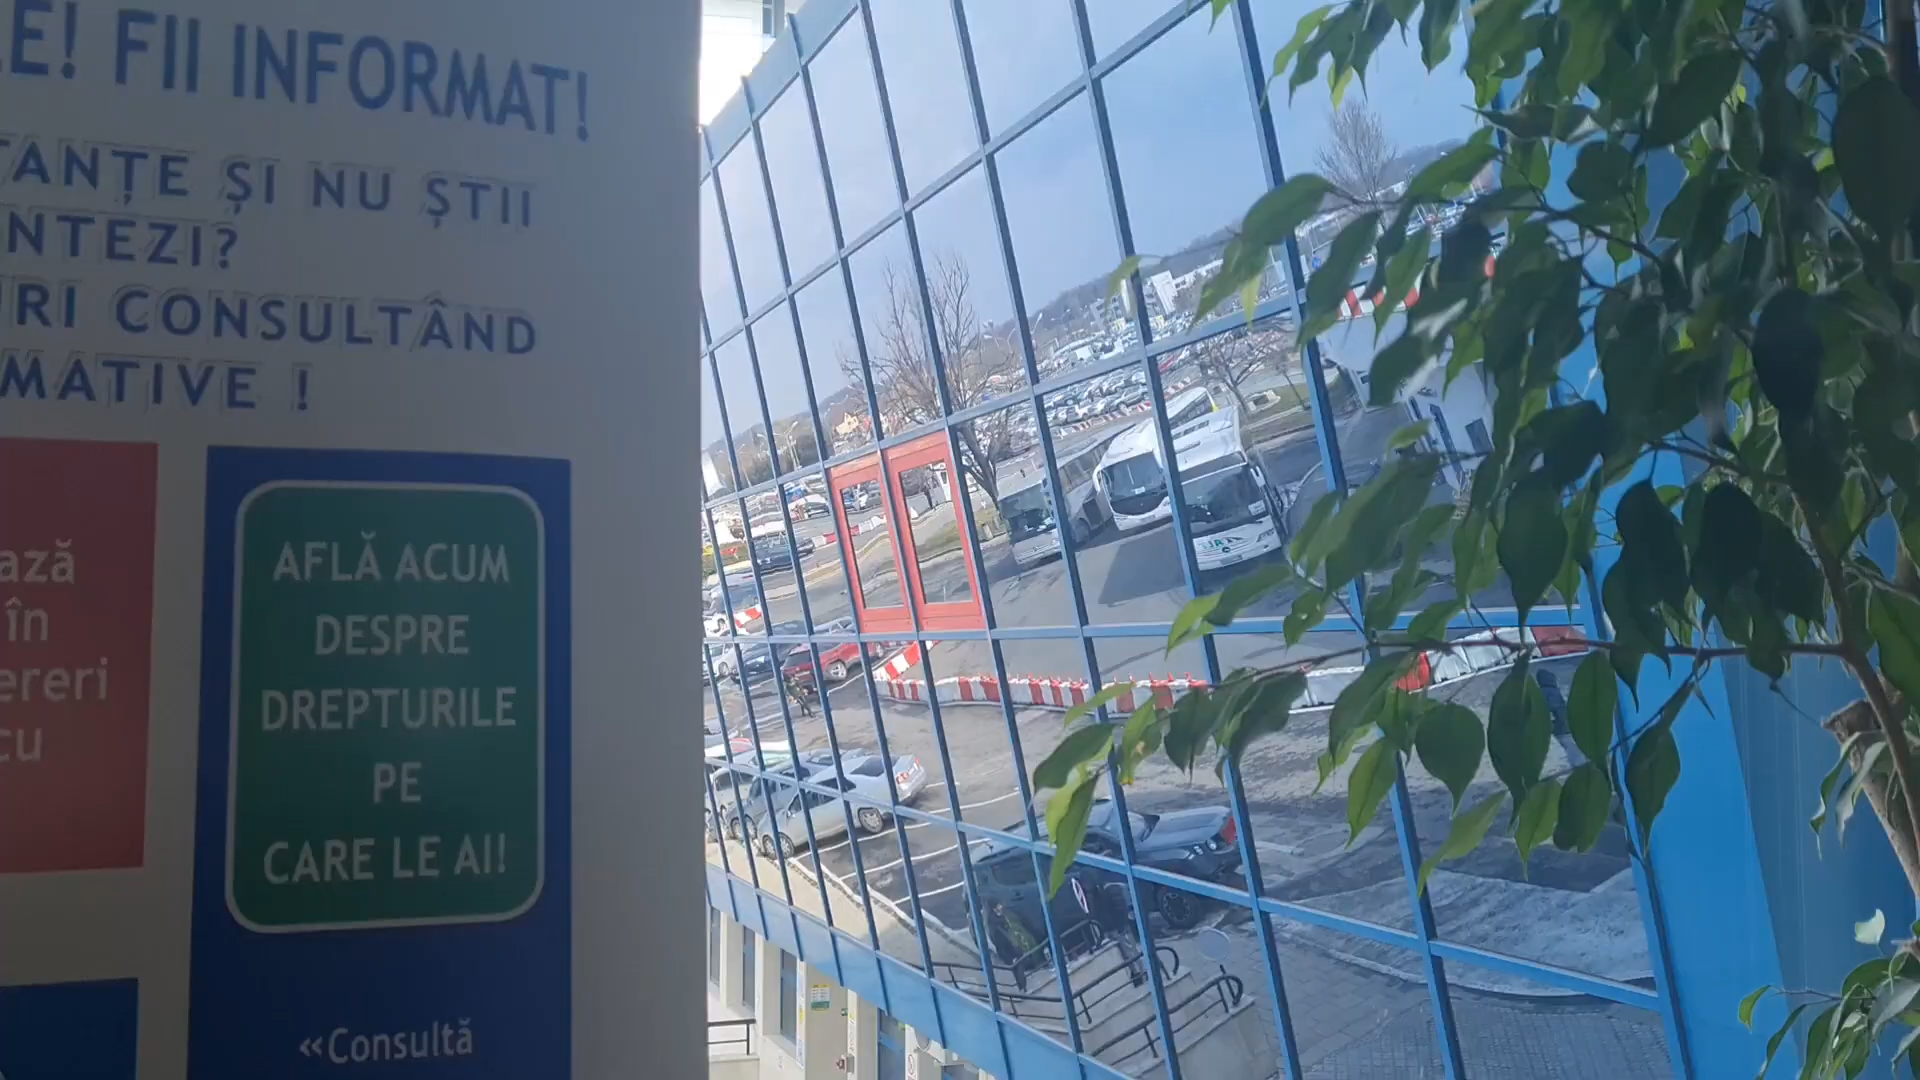 E! FII INFORMAT!
TANȚE ȘI NU ȘTII
NTEZI?
URI CONSULTÂND
MATIVE !
ază
în
ereri
cu
AFLĂ ACUM
DESPRE
DREPTURILE
PE
CARE LE AI!
«Consultă